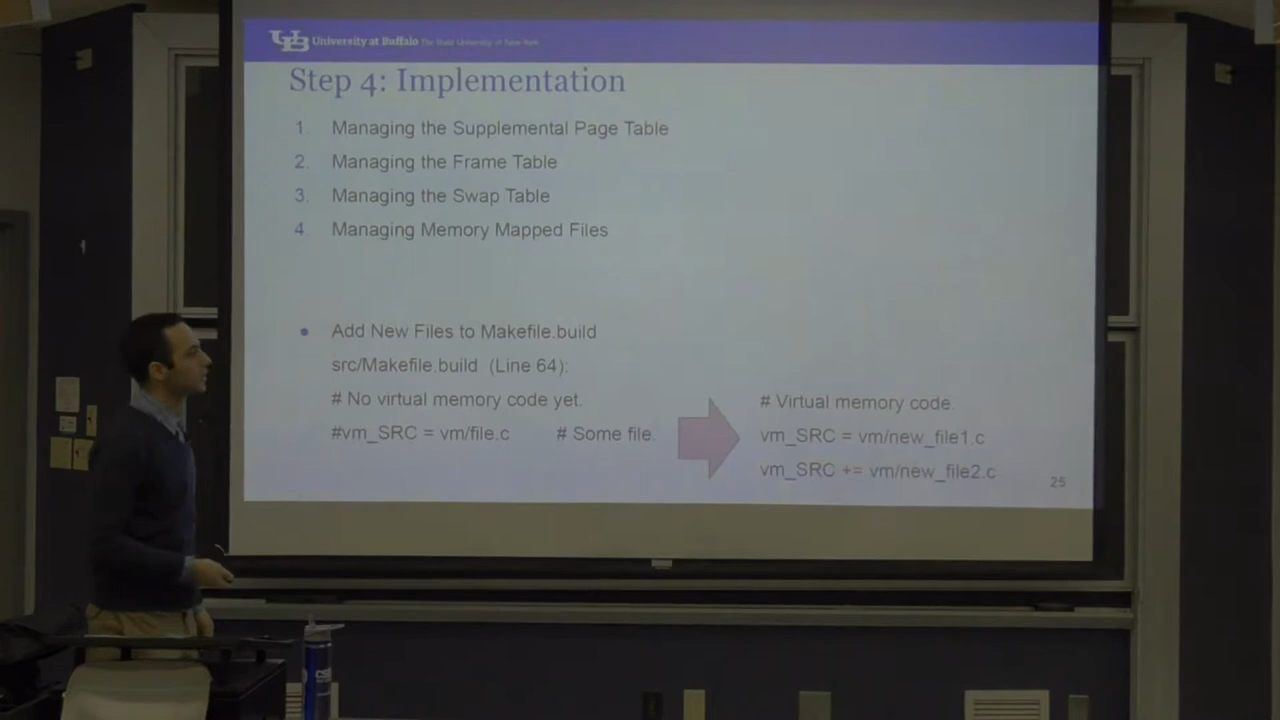 University at Buffalo The State University of New York
Step 4: Implementation
1. Managing the Supplemental Page Table
2. Managing the Frame Table
3. Managing the Swap Table
4. Managing Memory Mapped Files
• Add New Files to Makefile.build
src/Makefile.build (Line 64):
# No virtual memory code yet.
#vm_SRC = vm/file.c # Some file.
# Virtual memory code.
vm_SRC = vm/new_file1.c
vm_SRC += vm/new_file2.c
25